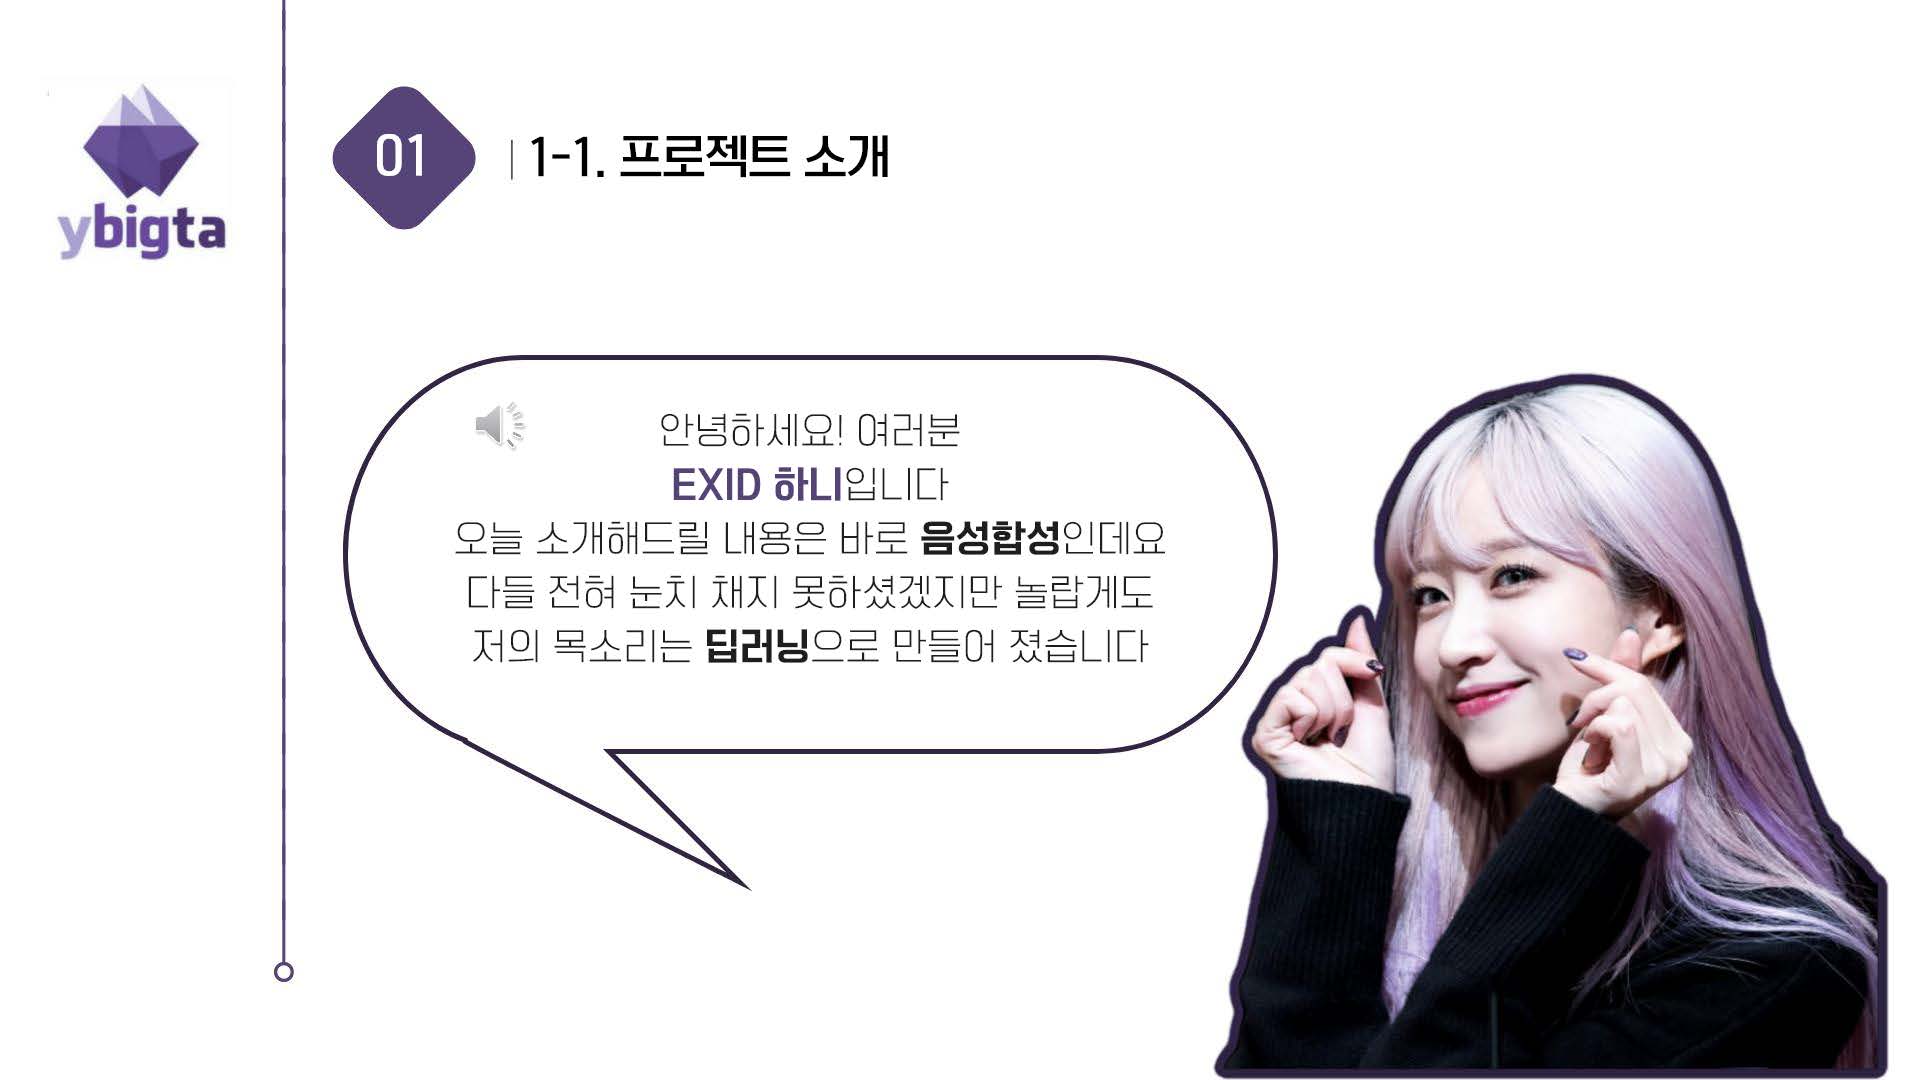 ybigta
01
1-1. 프로젝트 소개
안녕하세요! 여러분
EXID 하니입니다
오늘 소개해드릴 내용은 바로 음성합성인데요
다들 전혀 눈치 채지 못하셨겠지만 놀랍게도
저의 목소리는 딥러닝으로 만들어 졌습니다